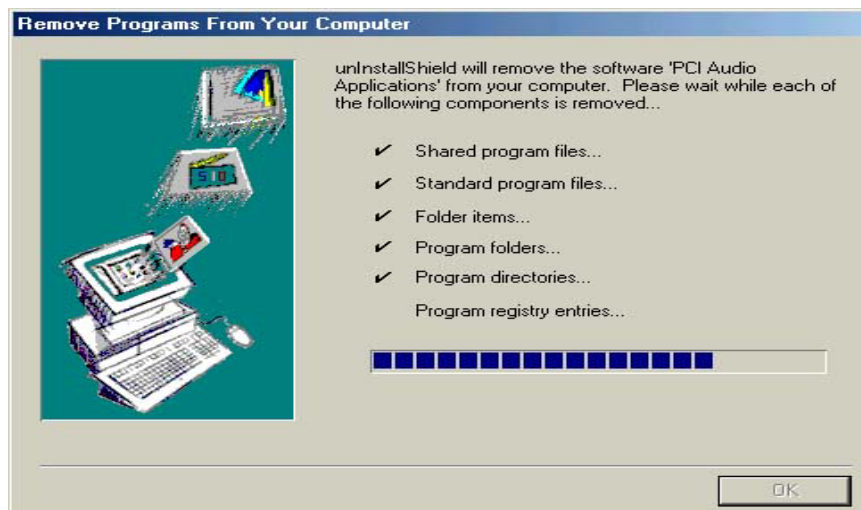 Remove Programs From Your Computer
unInstallShield will remove the software 'PCI Audio
Applications' from your computer. Please wait while each of
the following components is removed...
✔ Shared program files...
✔ Standard program files...
✔ Folder items...
✔ Program folders...
✔ Program directories...
Program registry entries...
OK